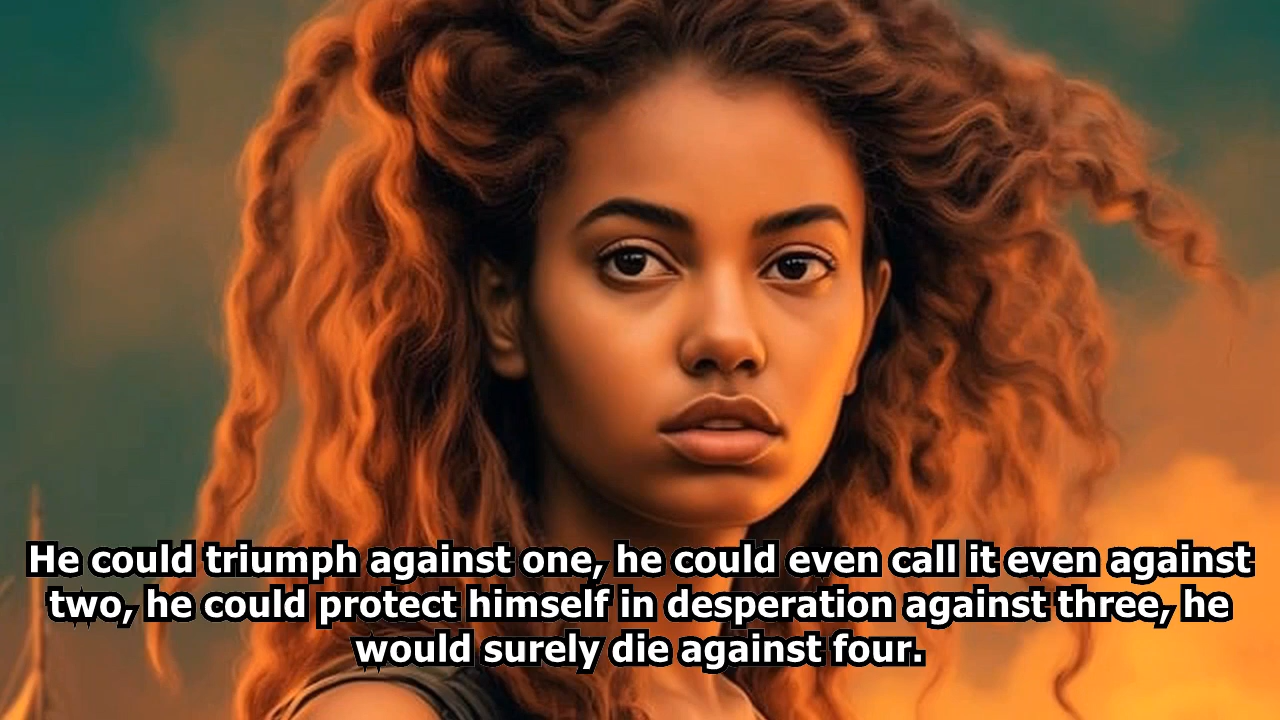 He could triumph against one, he could even call it even against
two, he could protect himself in desperation against three, he
would surely die against four.